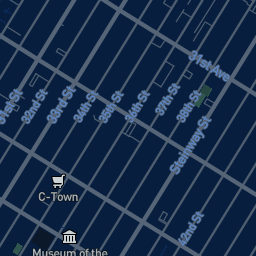 31st Ave
31st St
32nd St
33rd St
34th St
35th St
36th St
37th St
38th St
Steinway St
42nd St
C-Town
Museum of the